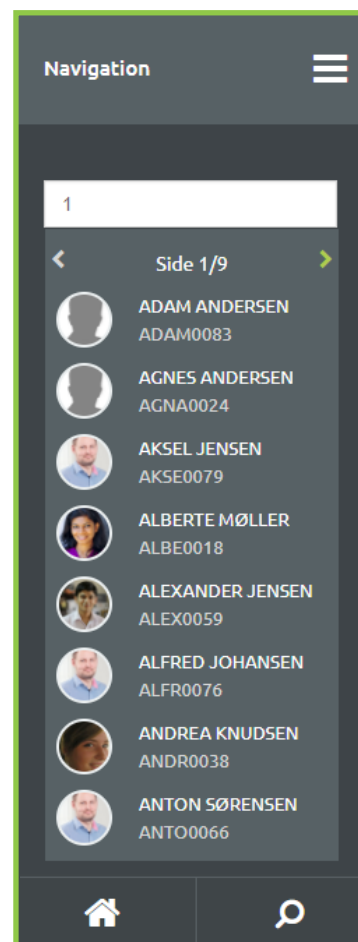 Navigation
1
Side 1/9
ADAM ANDERSEN
ADAM0083
AGNES ANDERSEN
AGNA0024
AKSEL JENSEN
AKSE0079
ALBERTE MØLLER
ALBE0018
ALEXANDER JENSEN
ALEX0059
ALFRED JOHANSEN
ALFR0076
ANDREA KNUDSEN
ANDR0038
ANTON SØRENSEN
ANTO0066